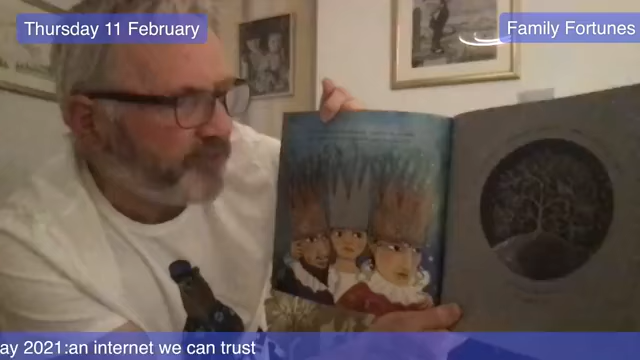 Thursday 11 February
Family Fortunes
ay 2021:an internet we can trust